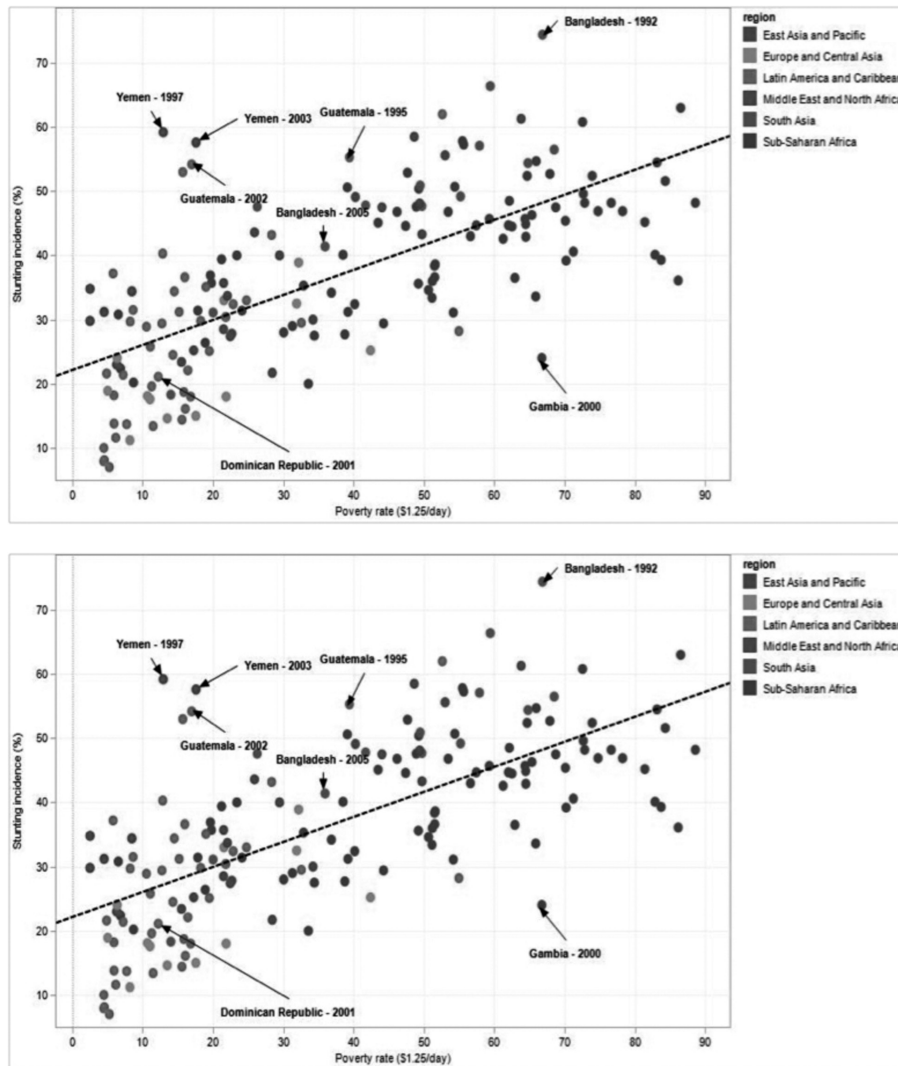 Bangladesh - 1992
Yemen - 1997
Yemen - 2003
Guatemala - 1995
Guatemala - 2002
Bangladesh - 2005
Gambia - 2000
Dominican Republic - 2001
Stunting incidence (%)
70
60
50
40
30
20
10
0 10 20 30 40 50 60 70 80 90
Poverty rate ($1.25/day)
region
East Asia and Pacific
Europe and Central Asia
Latin America and Caribbean
Middle East and North Africa
South Asia
Sub-Saharan Africa
Bangladesh - 1992
Yemen - 1997
Yemen - 2003
Guatemala - 1995
Guatemala - 2002
Bangladesh - 2005
Gambia - 2000
Dominican Republic - 2001
Stunting incidence (%)
70
60
50
40
30
20
10
0 10 20 30 40 50 60 70 80 90
Poverty rate ($1.25/day)
region
East Asia and Pacific
Europe and Central Asia
Latin America and Caribbean
Middle East and North Africa
South Asia
Sub-Saharan Africa